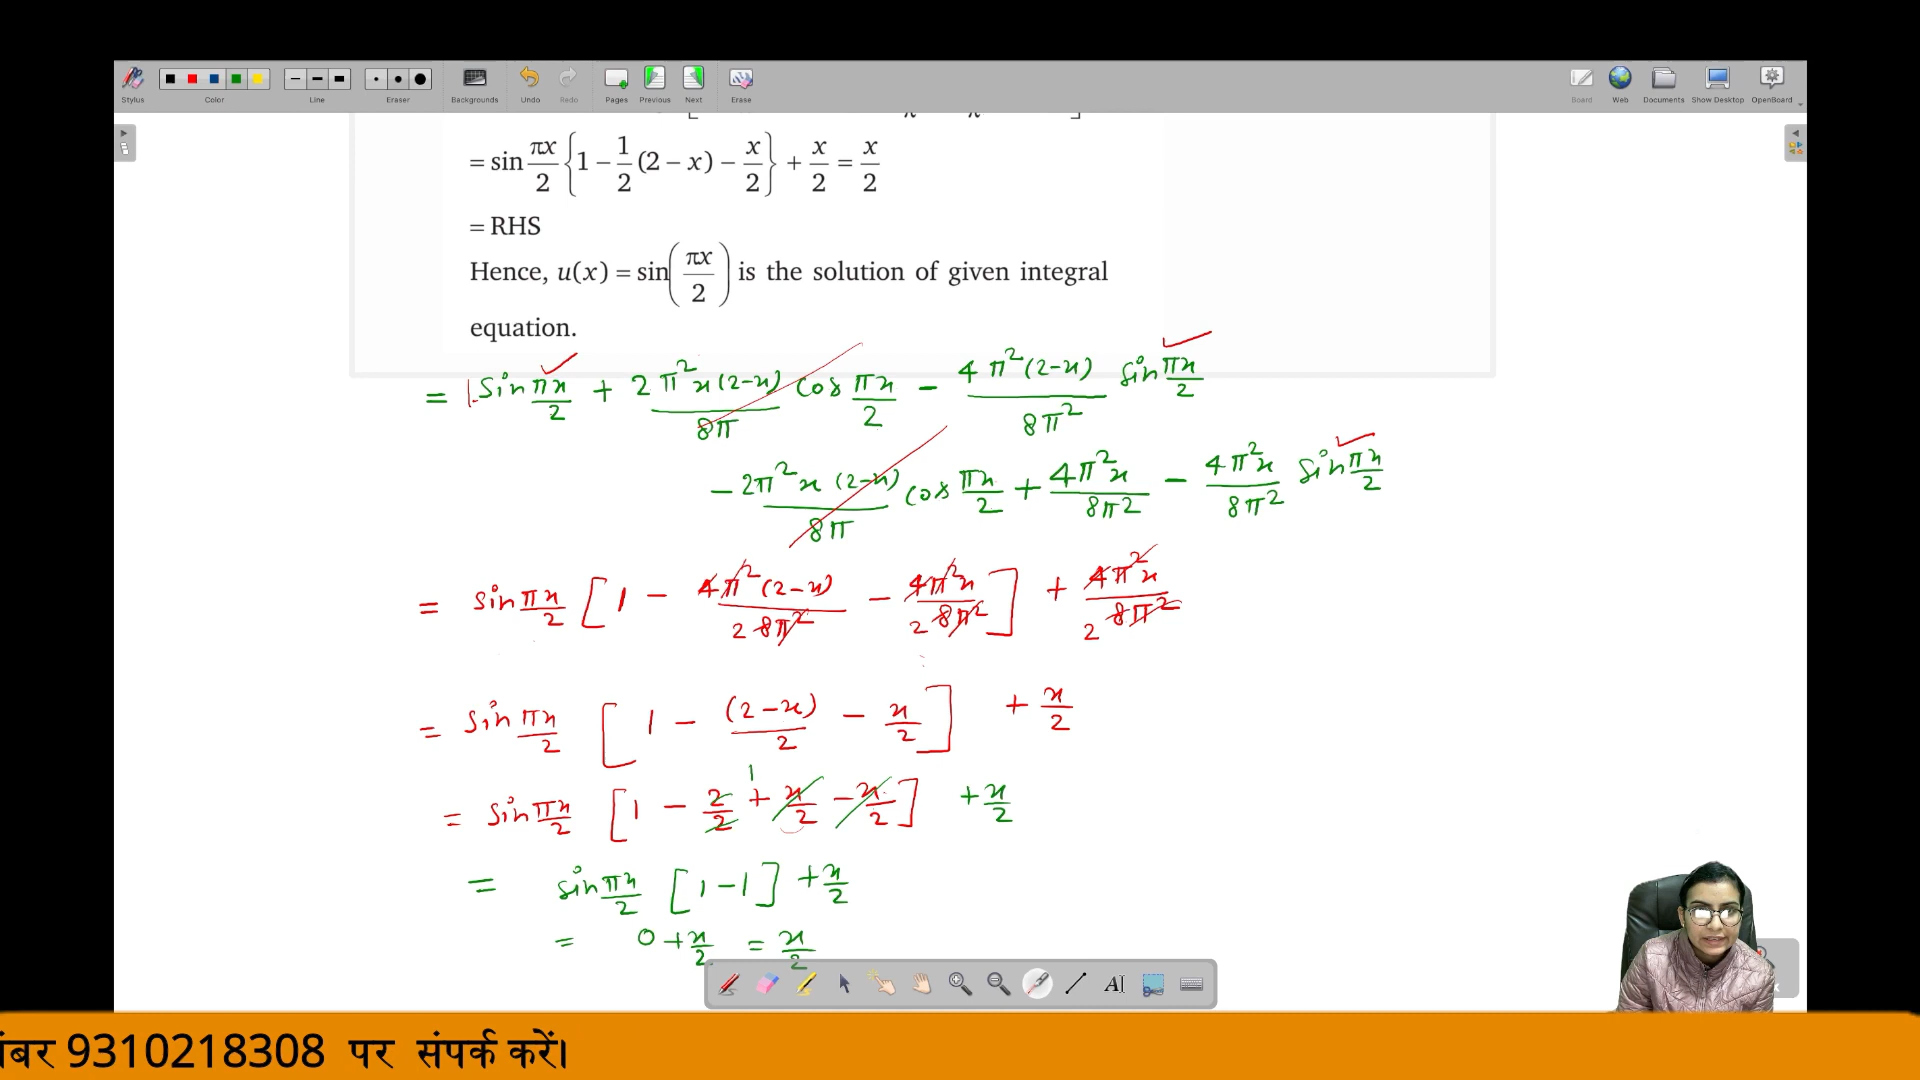 Stylus Color Line Eraser Backgrounds Undo Redo Pages Previous Next Erase Board Web Documents Show Desktop OpenBoard
= sin πx/2 {1 − 1/2 (2 − x) − x/2} + x/2 = x/2
= RHS
Hence, u(x) = sin(πx/2) is the solution of given integral
equation.
= 1. sin πx/2 + 2π²x(2-x)/8π cos πx/2 − 4π²(2-x)/8π² sin πx/2
− 2π²x(2-x)/8π cos πx/2 + 4π²x/8π² − 4π²x/8π² sin πx/2
= sin πx/2 [1 − 4π²(2-x)/2 8π² − 4π²x/2 8π²] + 4π²x/2 8π²
= sin πx/2 [1 − (2-x)/2 − x/2] + x/2
1
= sin πx/2 [1 − 2/2 + x/2 − x/2] + x/2
= sin πx/2 [1-1] + x/2
= 0 + x/2 = x/2
ंबर 9310218308 पर संपर्क करें।